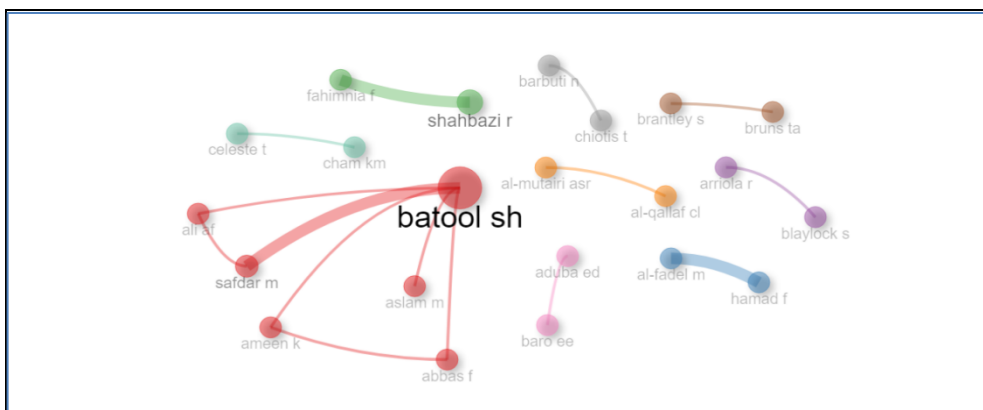 barbuti n
fahimnia f
shahbazi r
chiotis t
brantley s
bruns ta
celeste t
cham km
al-mutairi asr
arriola r
al-qallaf cl
batool sh
ali af
blaylock s
safdar m
aduba ed
al-fadel m
hamad f
aslam m
ameen k
baro ee
abbas f